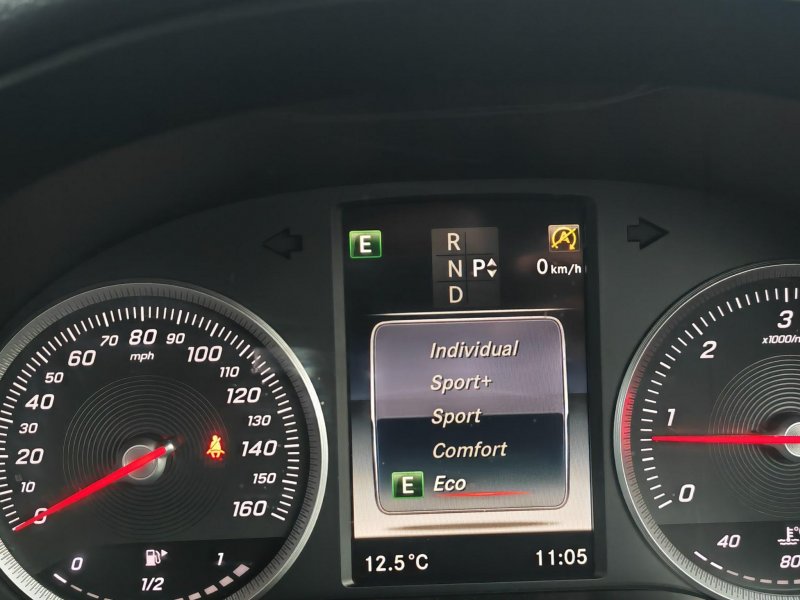 E
R
N P
D
A
0 km/h
Individual
Sport+
Sport
Comfort
E Eco
12.5°C
11:05
0
10
20
30
40
50
60
70
80
90
100
110
120
130
140
150
160
mph
0
1/2
1
0
1
2
3
x1000/
40
80